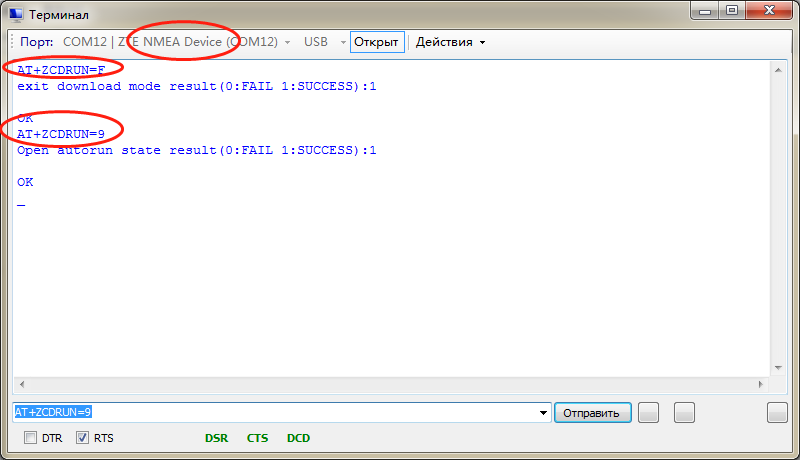 Терминал
Порт: COM12 | ZTE NMEA Device (COM12) USB Открыт Действия
AT+ZCDRUN=F
exit download mode result(0:FAIL 1:SUCCESS):1
OK
AT+ZCDRUN=9
Open autorun state result(0:FAIL 1:SUCCESS):1
OK
_
AT+ZCDRUN=9 Отправить
DTR RTS DSR CTS DCD